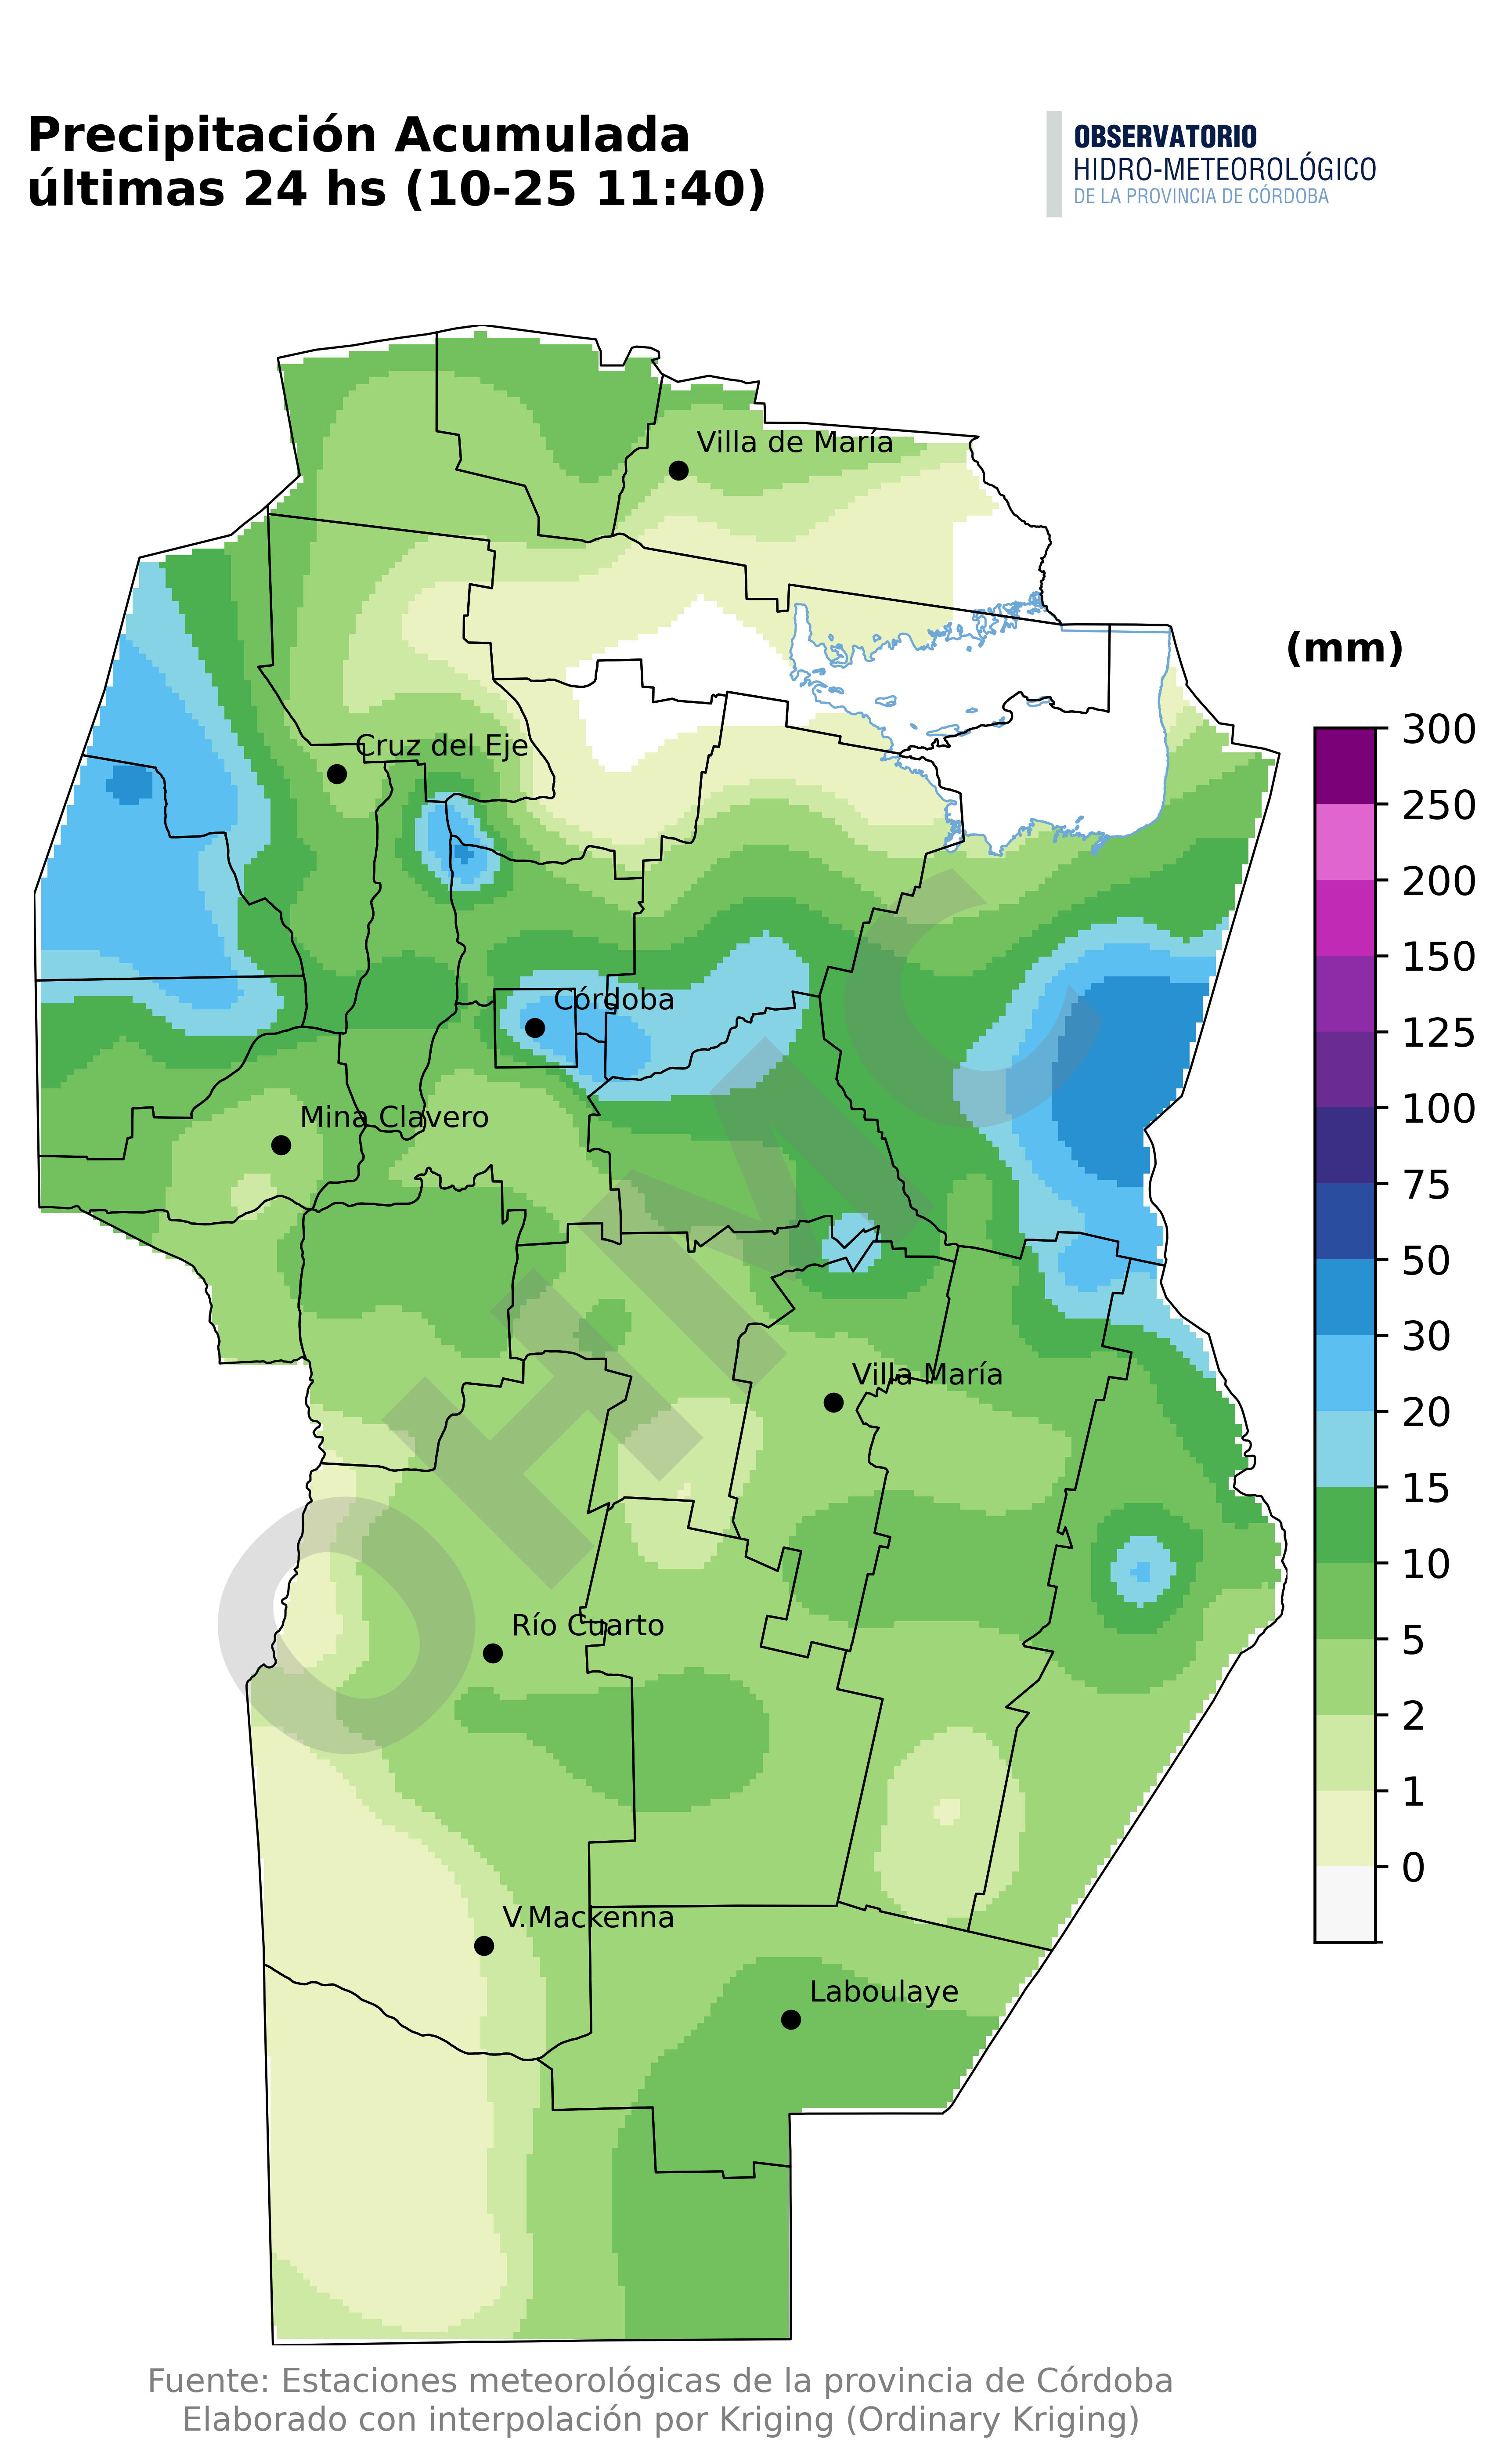 Precipitación Acumulada
últimas 24 hs (10-25 11:40)
OBSERVATORIO
HIDRO-METEOROLÓGICO
DE LA PROVINCIA DE CÓRDOBA
Villa de María
(mm)
300
Cruz del Eje
250
200
150
Córdoba
125
100
Mina Clavero
75
50
30
Villa María
20
15
10
Río Cuarto
5
2
1
0
V.Mackenna
Laboulaye
OHMC
Fuente: Estaciones meteorológicas de la provincia de Córdoba
Elaborado con interpolación por Kriging (Ordinary Kriging)